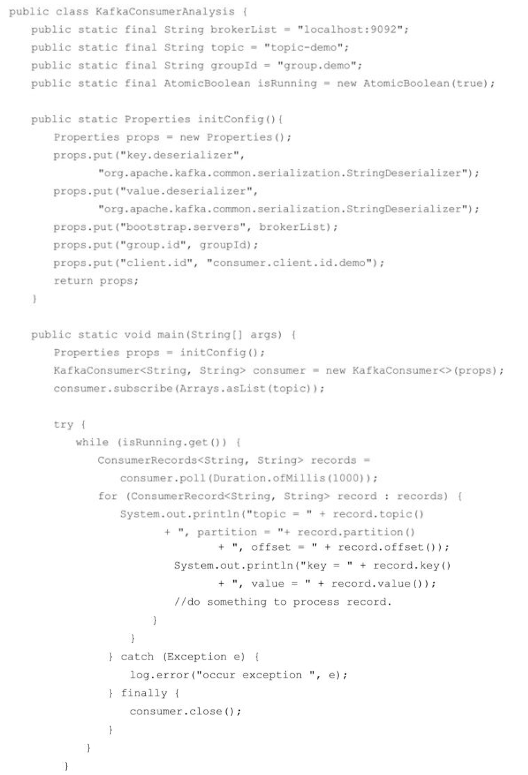 public class KafkaConsumerAnalysis {
public static final String brokerList = "localhost:9092";
public static final String topic = "topic-demo";
public static final String groupId = "group.demo";
public static final AtomicBoolean isRunning = new AtomicBoolean(true);
public static Properties initConfig(){
Properties props = new Properties();
props.put("key.deserializer",
"org.apache.kafka.common.serialization.StringDeserializer");
props.put("value.deserializer",
"org.apache.kafka.common.serialization.StringDeserializer");
props.put("bootstrap.servers", brokerList);
props.put("group.id", groupId);
props.put("client.id", "consumer.client.id.demo");
return props;
}
public static void main(String[] args) {
Properties props = initConfig();
KafkaConsumer<String, String> consumer = new KafkaConsumer<>(props);
consumer.subscribe(Arrays.asList(topic));
try {
while (isRunning.get()) {
ConsumerRecords<String, String> records =
consumer.poll(Duration.ofMillis(1000));
for (ConsumerRecord<String, String> record : records) {
System.out.println("topic = " + record.topic()
+ ", partition = "+ record.partition()
+ ", offset = " + record.offset());
System.out.println("key = " + record.key()
+ ", value = " + record.value());
//do something to process record.
}
}
} catch (Exception e) {
log.error("occur exception ", e);
} finally {
consumer.close();
}
}
}